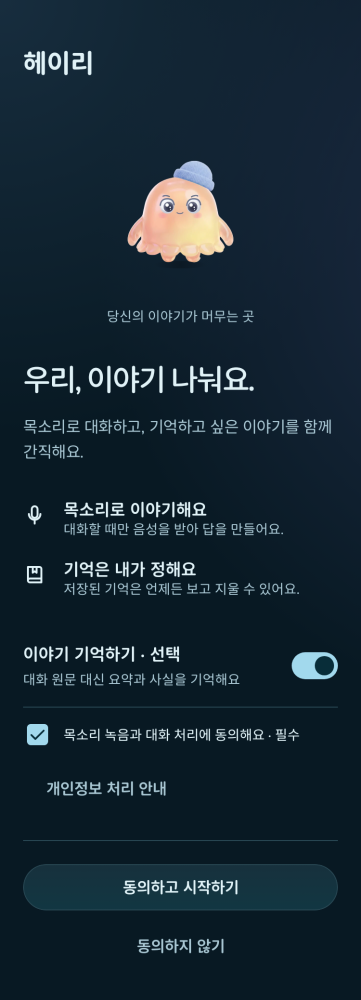 헤이리
당신의 이야기가 머무는 곳
우리, 이야기 나눠요.
목소리로 대화하고, 기억하고 싶은 이야기를 함께
간직해요.
목소리로 이야기해요
대화할 때만 음성을 받아 답을 만들어요.
기억은 내가 정해요
저장된 기억은 언제든 보고 지울 수 있어요.
이야기 기억하기 · 선택
대화 원문 대신 요약과 사실을 기억해요
목소리 녹음과 대화 처리에 동의해요 · 필수
개인정보 처리 안내
동의하고 시작하기
동의하지 않기